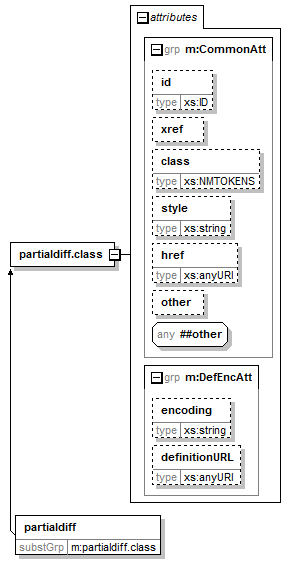 attributes
grp m:CommonAtt
id
type xs:ID
xref
class
type xs:NMTOKENS
style
type xs:string
href
type xs:anyURI
other
any ##other
partialdiff.class
grp m:DefEncAtt
encoding
type xs:string
definitionURL
type xs:anyURI
partialdiff
substGrp m:partialdiff.class